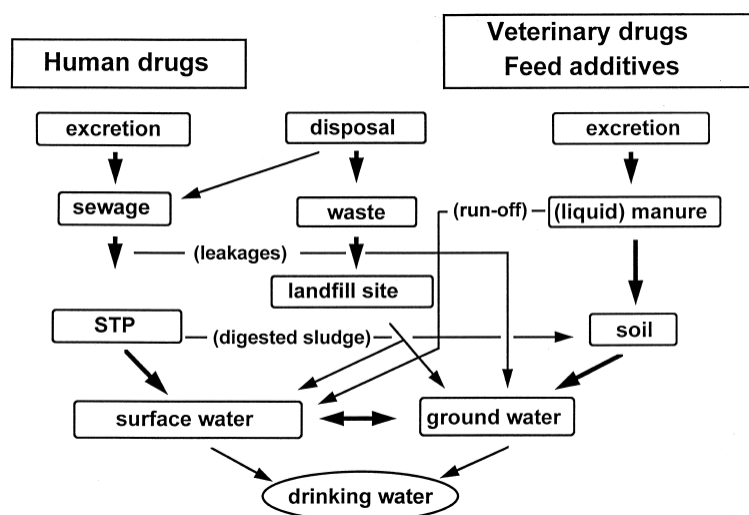 Human drugs
Veterinary drugs
Feed additives
excretion
disposal
excretion
sewage
waste
(run-off)
(liquid) manure
(leakages)
landfill site
STP
(digested sludge)
soil
surface water
ground water
drinking water